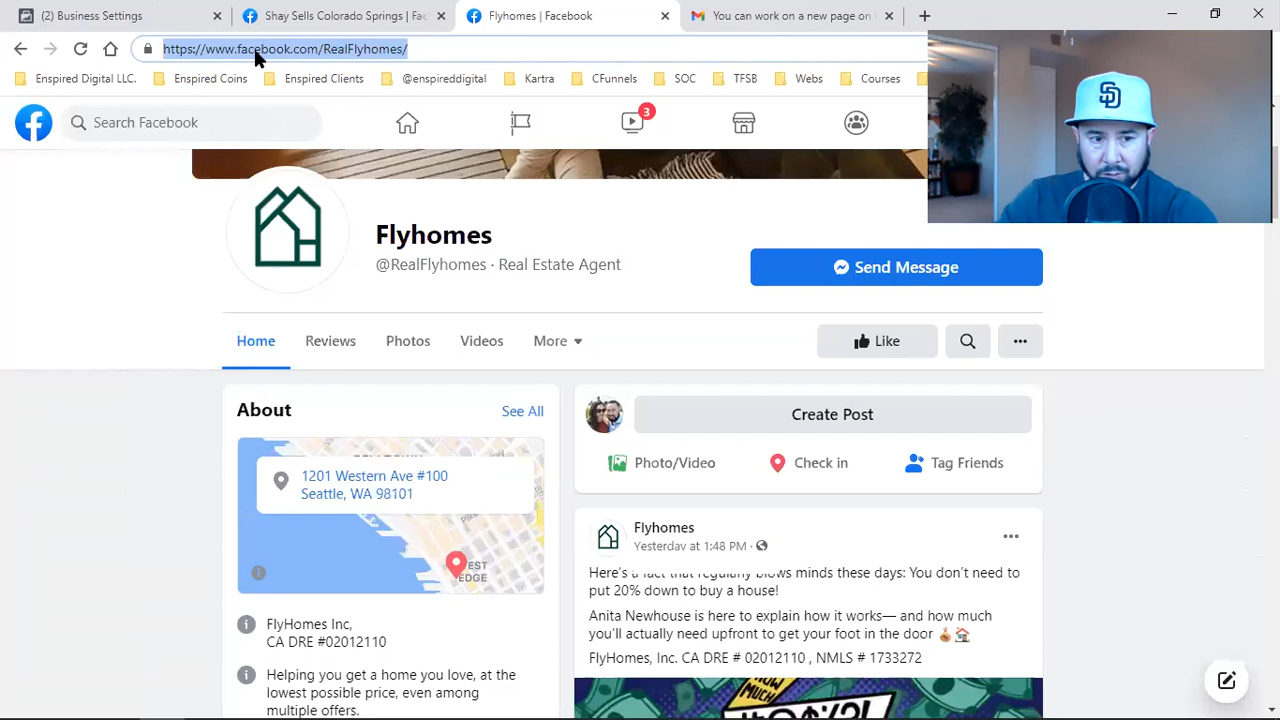 (2) Business Settings
Shay Sells Colorado Springs | Fac
Flyhomes | Facebook
You can work on a new page on
https://www.facebook.com/RealFlyhomes/
Enspired Digital LLC.
Enspired Coins
Enspired Clients
@enspireddigital
Kartra
CFunnels
SOC
TFSB
Webs
Courses
Search Facebook
3
SD
Flyhomes
@RealFlyhomes · Real Estate Agent
Send Message
Home
Reviews
Photos
Videos
More
Like
About
See All
Create Post
1201 Western Ave #100
Seattle, WA 98101
EST
EDGE
Photo/Video
Check in
Tag Friends
Flyhomes
Yesterday at 1:48 PM ·
Here's a fact that regularly blows minds these days: You don't need to
put 20% down to buy a house!
Anita Newhouse is here to explain how it works— and how much
you'll actually need upfront to get your foot in the door
FlyHomes, Inc. CA DRE # 02012110 , NMLS # 1733272
FlyHomes Inc,
CA DRE #02012110
Helping you get a home you love, at the
lowest possible price, even among
multiple offers.
HOW
MUCH